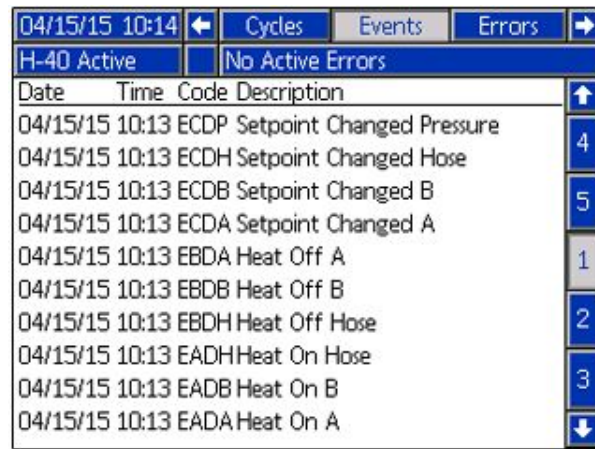 04/15/15 10:14 Cycles Events Errors
H-40 Active No Active Errors
Date Time Code Description
04/15/15 10:13 ECDP Setpoint Changed Pressure
04/15/15 10:13 ECDH Setpoint Changed Hose
04/15/15 10:13 ECDB Setpoint Changed B
04/15/15 10:13 ECDA Setpoint Changed A
04/15/15 10:13 EBDA Heat Off A
04/15/15 10:13 EBDB Heat Off B
04/15/15 10:13 EBDH Heat Off Hose
04/15/15 10:13 EADH Heat On Hose
04/15/15 10:13 EADB Heat On B
04/15/15 10:13 EADA Heat On A
4
5
1
2
3